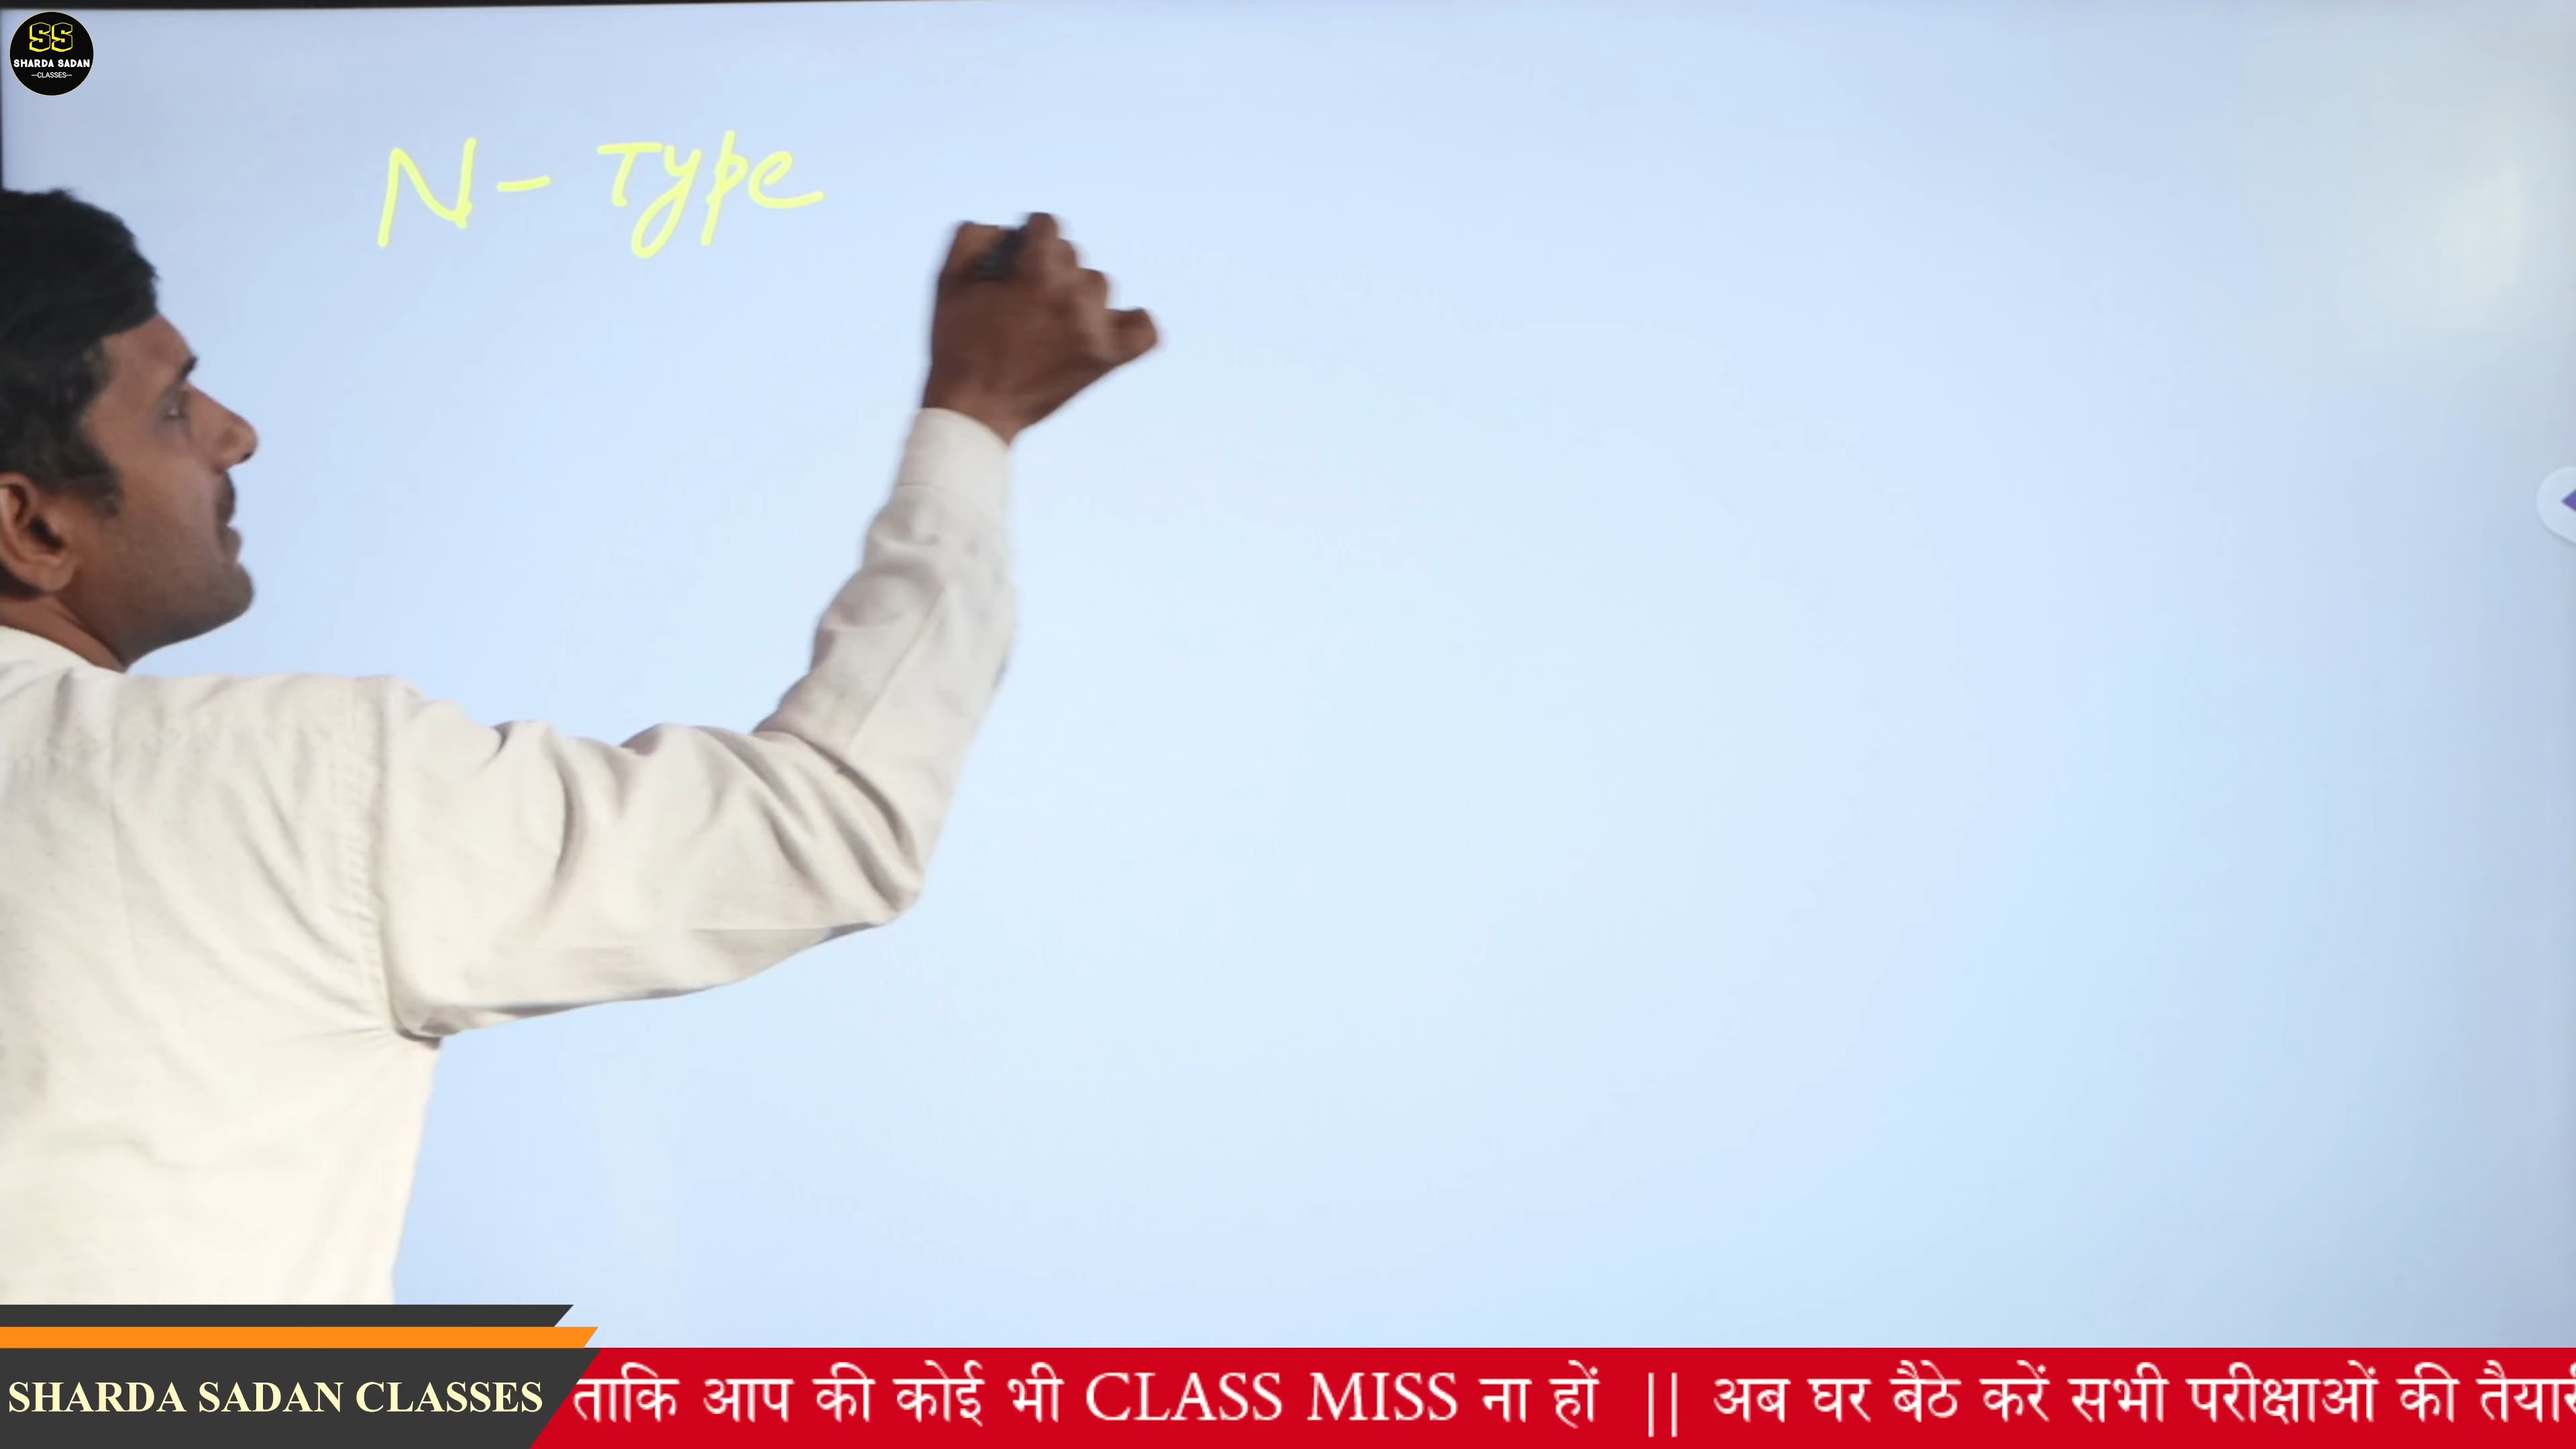 SS
SHARDA SADAN
—CLASSES—
N- Type
SHARDA SADAN CLASSES
ताकि आप की कोई भी CLASS MISS ना हों || अब घर बैठे करें सभी परीक्षाओं की